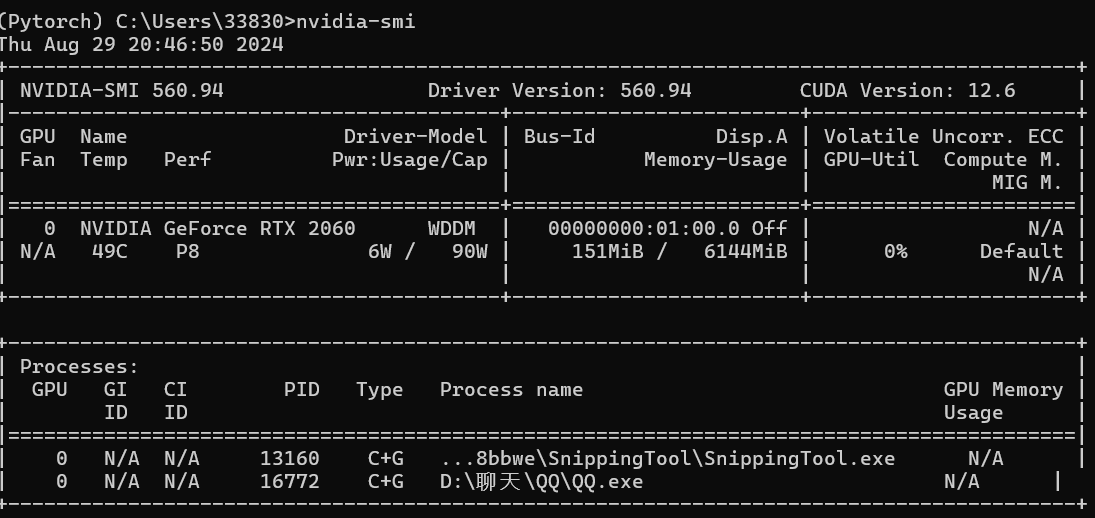 (Pytorch) C:\Users\33830>nvidia-smi
Thu Aug 29 20:46:50 2024
+-----------------------------------------------------------------------------------------+
| NVIDIA-SMI 560.94                 Driver Version: 560.94         CUDA Version: 12.6     |
|-----------------------------------------+------------------------+----------------------+
| GPU  Name                  Driver-Model | Bus-Id          Disp.A | Volatile Uncorr. ECC |
| Fan  Temp   Perf          Pwr:Usage/Cap |           Memory-Usage | GPU-Util  Compute M. |
|                                         |                        |               MIG M. |
|=========================================+========================+======================|
|   0  NVIDIA GeForce RTX 2060      WDDM  |   00000000:01:00.0 Off |                  N/A |
| N/A   49C    P8              6W /   90W |     151MiB /   6144MiB |      0%      Default |
|                                         |                        |                  N/A |
+-----------------------------------------+------------------------+----------------------+
+-----------------------------------------------------------------------------------------+
| Processes:                                                                              |
|  GPU   GI   CI        PID   Type   Process name                              GPU Memory |
|        ID   ID                                                               Usage      |
|=========================================================================================|
|    0   N/A  N/A     13160    C+G   ...8bbwe\SnippingTool\SnippingTool.exe      N/A      |
|    0   N/A  N/A     16772    C+G   D:\聊天\QQ\QQ.exe                         N/A      |
+-----------------------------------------------------------------------------------------+